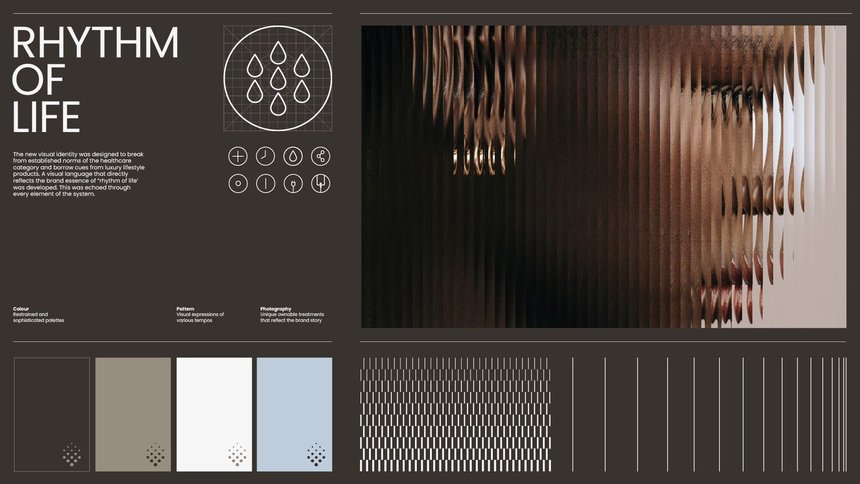 RHYTHM
OF
LIFE
The new visual identity was designed to break
from established norms of the healthcare
category and borrow cues from luxury lifestyle
products. A visual language that directly
reflects the brand essence of ‘rhythm of life’
was developed. This was echoed through
every element of the system.
Colour
Restrained and
sophisticated palettes
Pattern
Visual expressions of
various tempos
Photography
Unique ownable treatments
that reflect the brand story